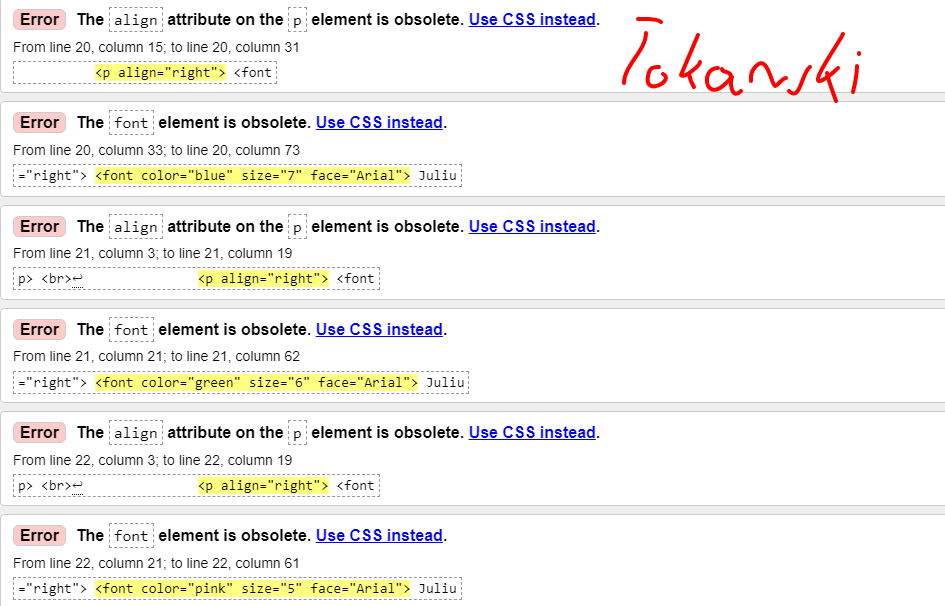 Error The align attribute on the p element is obsolete. Use CSS instead.
From line 20, column 15; to line 20, column 31
<p align="right"> <font
Tokarski
Error The font element is obsolete. Use CSS instead.
From line 20, column 33; to line 20, column 73
="right"> <font color="blue" size="7" face="Arial"> Juliu
Error The align attribute on the p element is obsolete. Use CSS instead.
From line 21, column 3; to line 21, column 19
p> <br>↩ <p align="right"> <font
Error The font element is obsolete. Use CSS instead.
From line 21, column 21; to line 21, column 62
="right"> <font color="green" size="6" face="Arial"> Juliu
Error The align attribute on the p element is obsolete. Use CSS instead.
From line 22, column 3; to line 22, column 19
p> <br>↩ <p align="right"> <font
Error The font element is obsolete. Use CSS instead.
From line 22, column 21; to line 22, column 61
="right"> <font color="pink" size="5" face="Arial"> Juliu